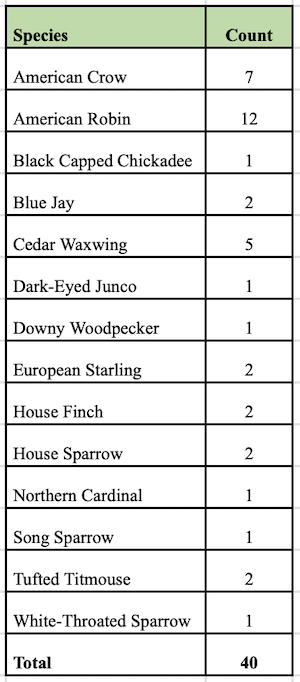 Species Count
American Crow 7
American Robin 12
Black Capped Chickadee 1
Blue Jay 2
Cedar Waxwing 5
Dark-Eyed Junco 1
Downy Woodpecker 1
European Starling 2
House Finch 2
House Sparrow 2
Northern Cardinal 1
Song Sparrow 1
Tufted Titmouse 2
White-Throated Sparrow 1
Total 40